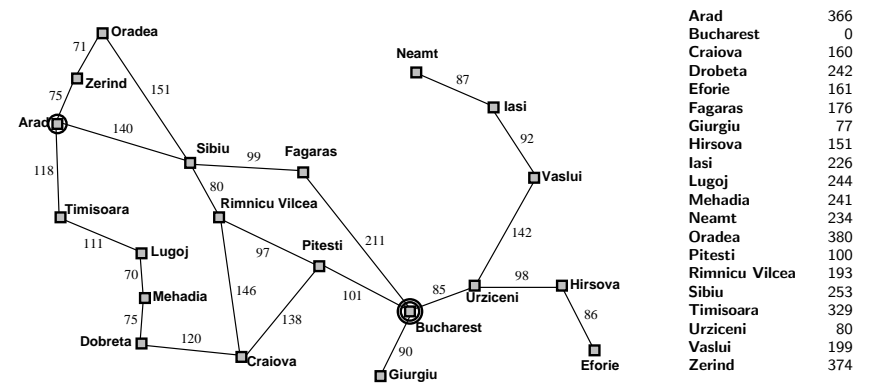 Oradea
71
Neamt
Zerind
87
75
151
Iasi
Arad
140
92
Sibiu
99
Fagaras
118
80
Vaslui
Timisoara
Rimnicu Vilcea
111
211
142
Lugoj
97
Pitesti
70
98
Hirsova
146
101
85
Urziceni
Mehadia
86
75
138
Bucharest
120
90
Dobreta
Craiova
Eforie
Giurgiu
Arad 366
Bucharest 0
Craiova 160
Drobeta 242
Eforie 161
Fagaras 176
Giurgiu 77
Hirsova 151
Iasi 226
Lugoj 244
Mehadia 241
Neamt 234
Oradea 380
Pitesti 100
Rimnicu Vilcea 193
Sibiu 253
Timisoara 329
Urziceni 80
Vaslui 199
Zerind 374